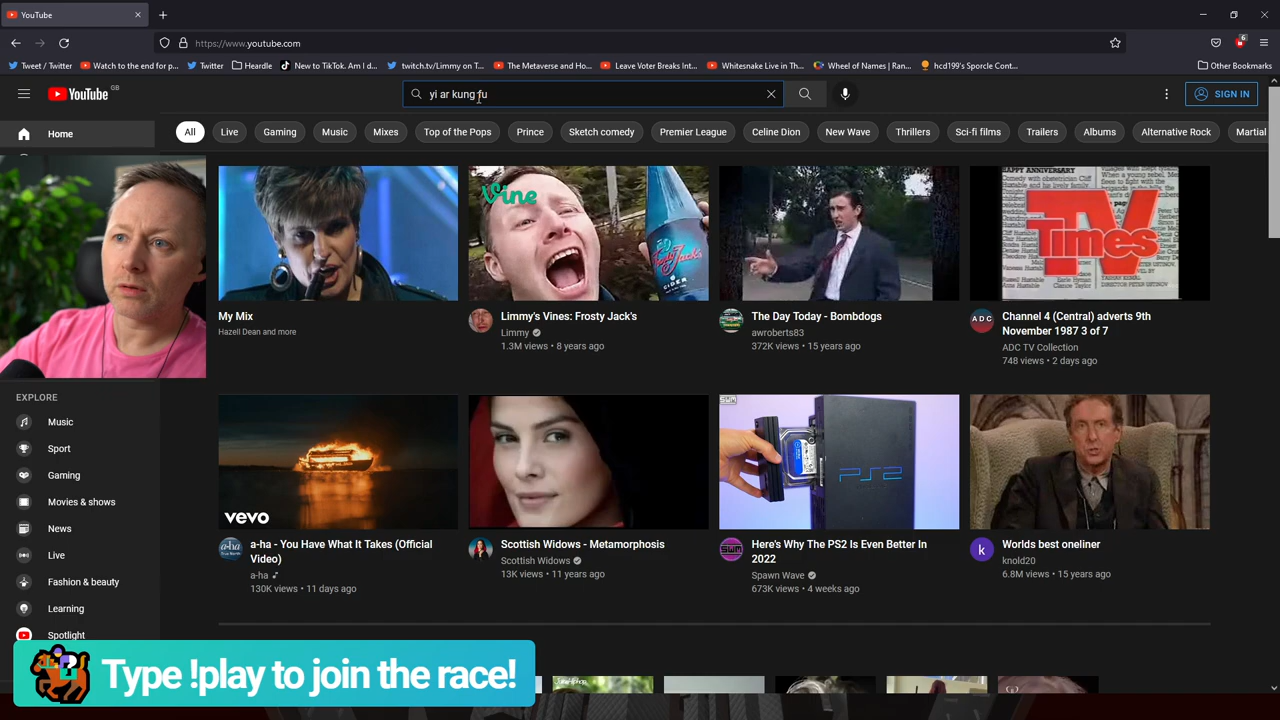 YouTube
https://www.youtube.com
Tweet / Twitter
Watch to the end for p...
Twitter
Heardle
New to TikTok. Am I d...
twitch.tv/Limmy on T...
The Metaverse and Ho...
Leave Voter Breaks Int...
Whitesnake Live in Th...
Wheel of Names | Ran...
hcd199's Sporcle Cont...
Other Bookmarks
6
YouTube GB
yi ar kung fu
SIGN IN
Home
All
Live
Gaming
Music
Mixes
Top of the Pops
Prince
Sketch comedy
Premier League
Celine Dion
New Wave
Thrillers
Sci-fi films
Trailers
Albums
Alternative Rock
Martial
Vine
Frosty Jack's
CIDER
HAPPY ANNIVERSARY
TV
Times
My Mix
Hazell Dean and more
Limmy's Vines: Frosty Jack's
Limmy
1.3M views • 8 years ago
The Day Today - Bombdogs
awroberts83
372K views • 15 years ago
ADC
Channel 4 (Central) adverts 9th
November 1987 3 of 7
ADC TV Collection
748 views • 2 days ago
EXPLORE
Music
Sport
Gaming
Movies & shows
News
Live
Fashion & beauty
Learning
Spotlight
vevo
SWM
PS2
a-ha - You Have What It Takes (Official
Video)
a-ha
130K views • 11 days ago
Scottish Widows - Metamorphosis
Scottish Widows
13K views • 11 years ago
Here's Why The PS2 Is Even Better In
2022
Spawn Wave
673K views • 4 weeks ago
k
Worlds best oneliner
knold20
6.8M views • 15 years ago
Type !play to join the race!